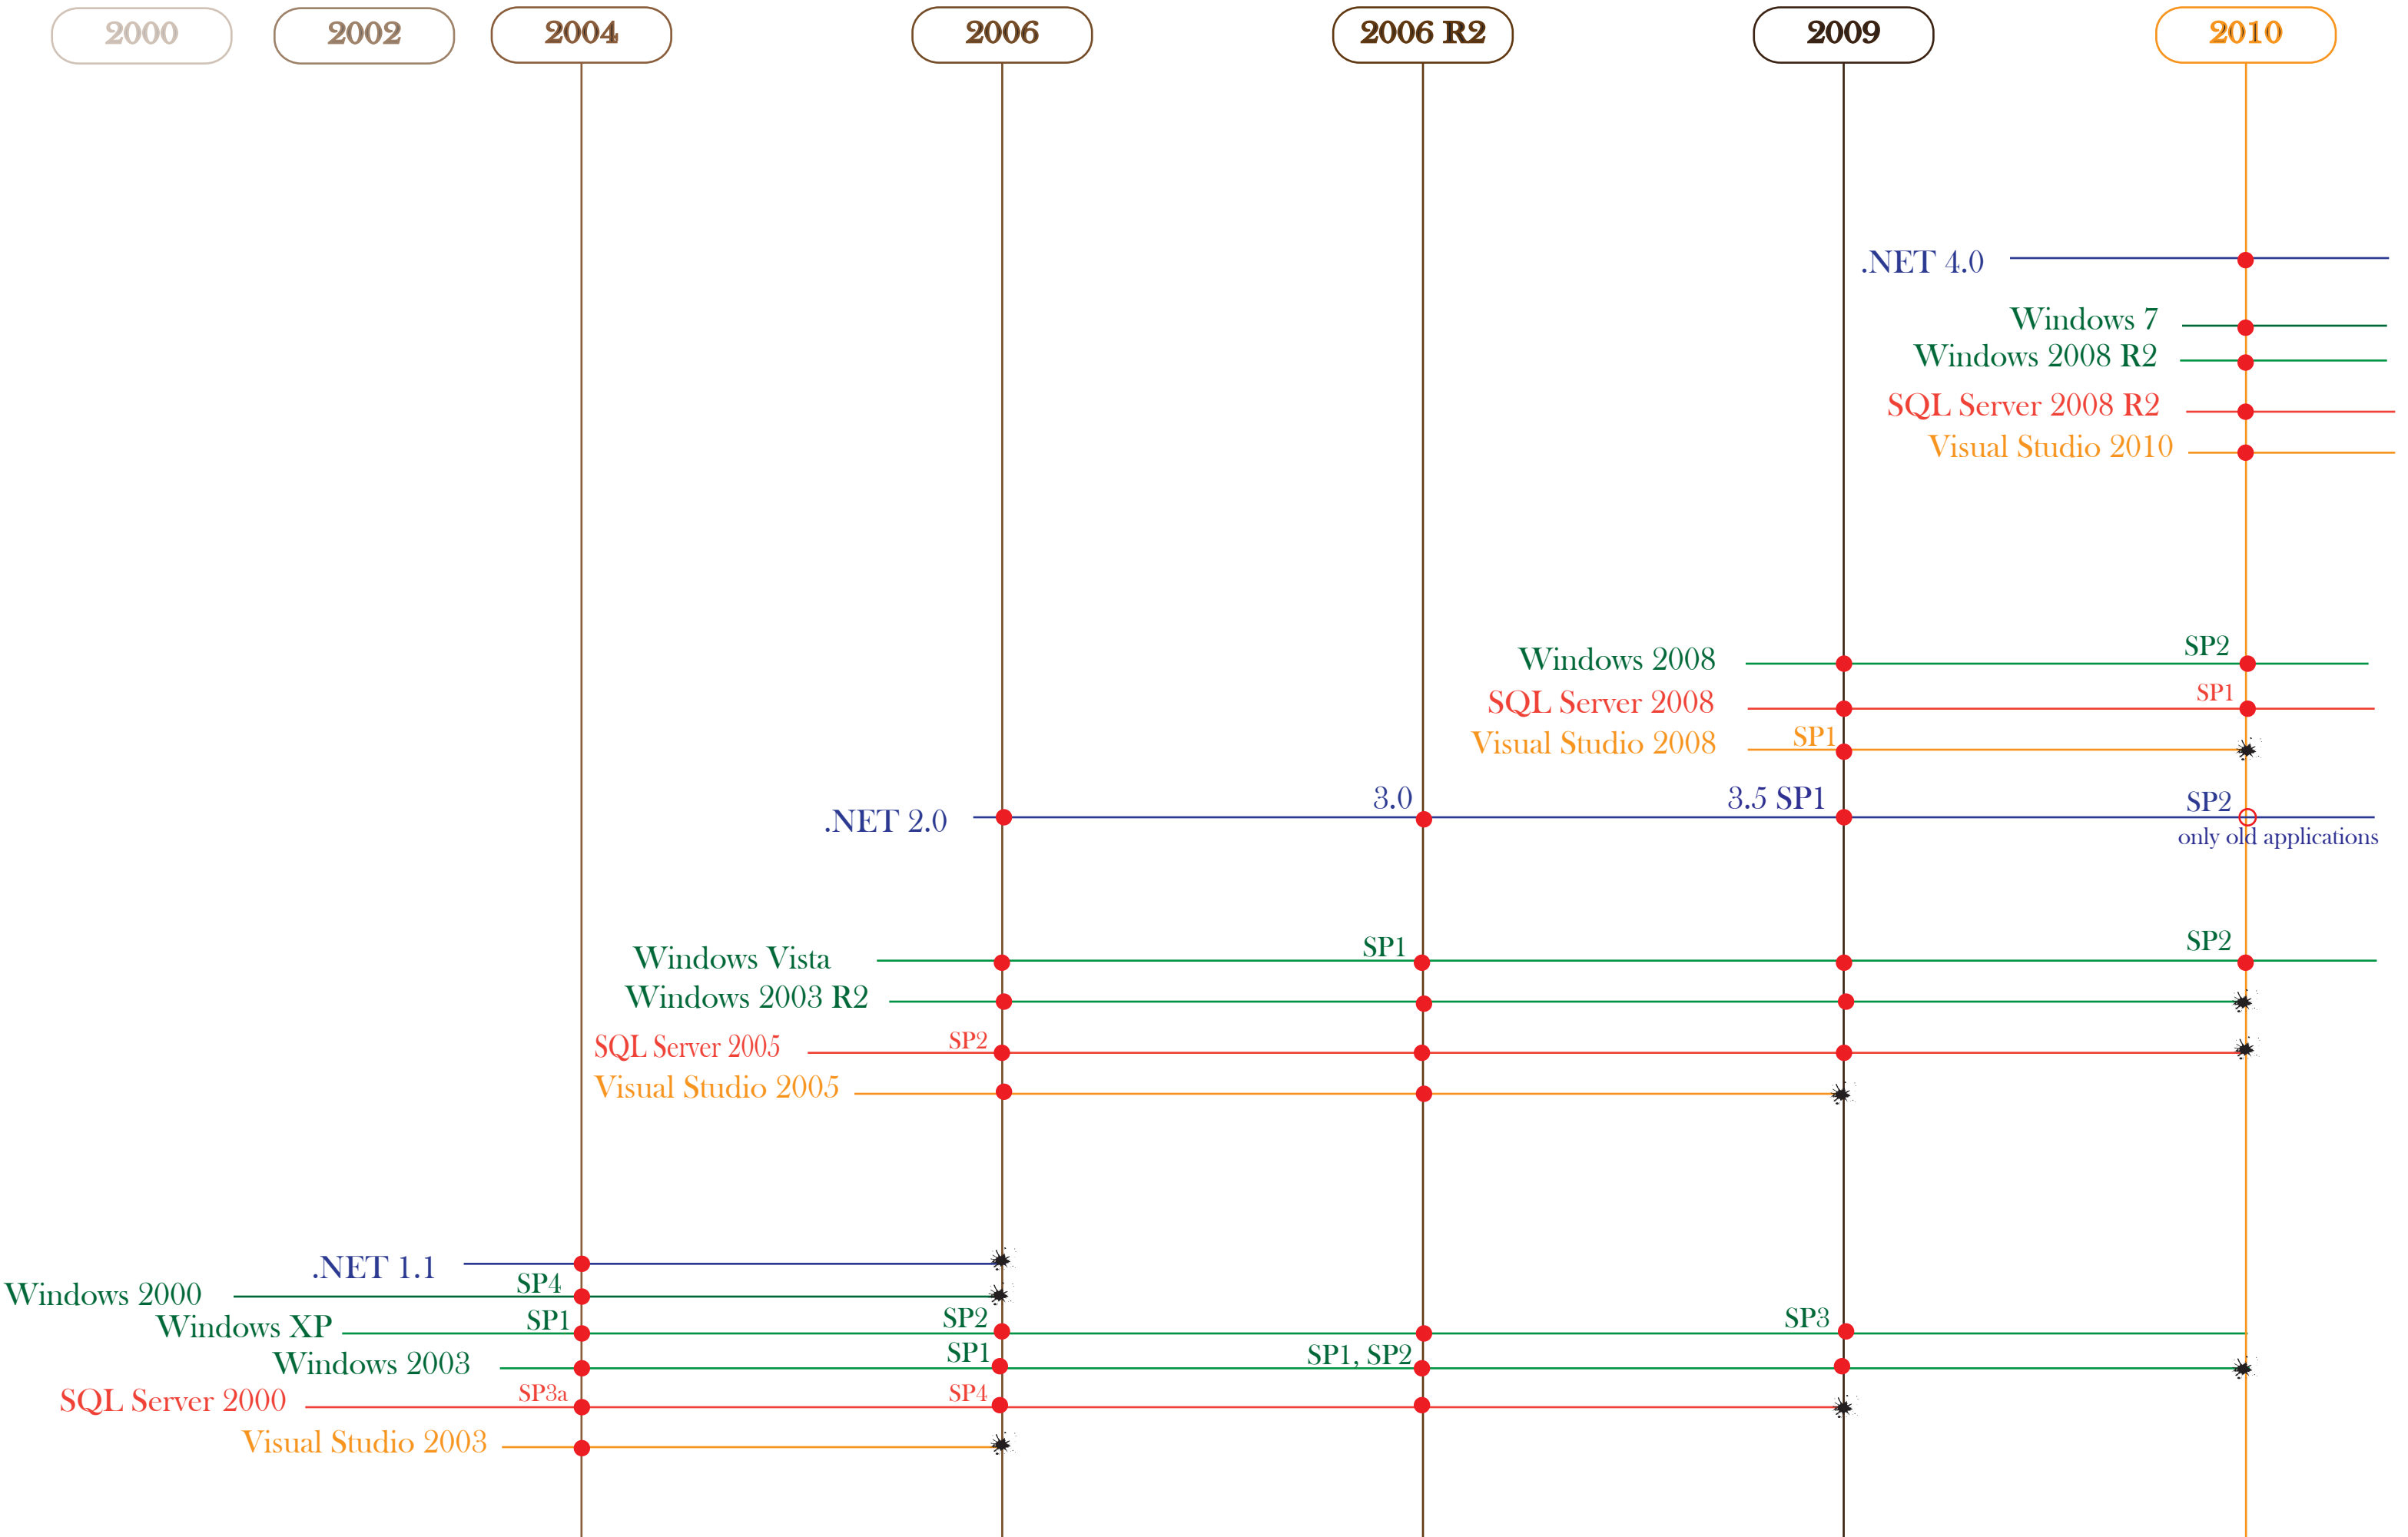 2000
2002
2004
2006
2006 R2
2009
2010
.NET 4.0
Windows 7
Windows 2008 R2
SQL Server 2008 R2
Visual Studio 2010
Windows 2008
SP2
SQL Server 2008
SP1
Visual Studio 2008
SP1
.NET 2.0
3.0
3.5 SP1
SP2
only old applications
Windows Vista
SP1
SP2
Windows 2003 R2
SQL Server 2005
SP2
Visual Studio 2005
.NET 1.1
Windows 2000
SP4
Windows XP
SP1
SP2
SP3
Windows 2003
SP1
SP1, SP2
SQL Server 2000
SP3a
SP4
Visual Studio 2003